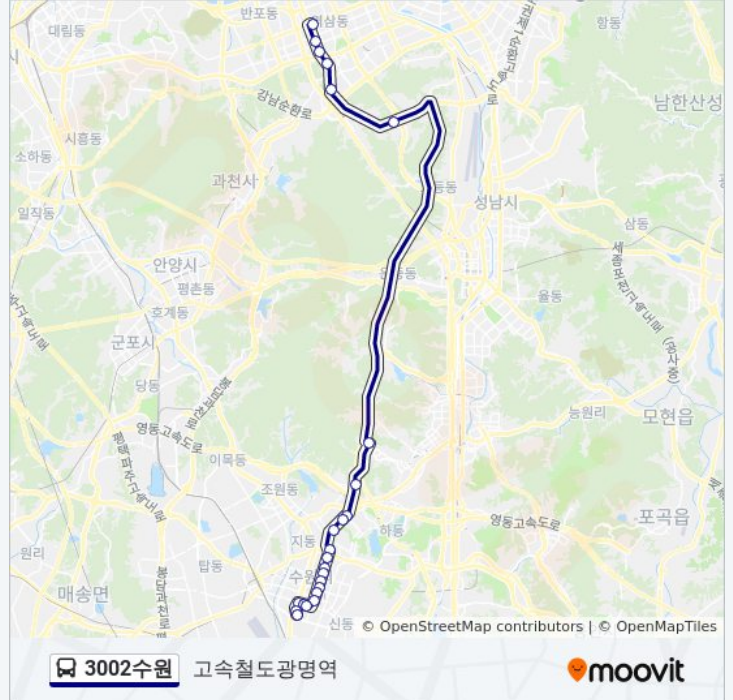 반포동
대림동
항동
강남순환로
남한산성
시흥동
소하동
과천시
성남시
일직동
삼동
안양시
평촌동
율동
호계동
군포시
당동
능원리
모현읍
영동고속도로
이목동
조원동
영동고속도로
포곡읍
하동
지동
원리
탑동
매송면
신동
© OpenStreetMap contributors | © OpenMapTiles
3002수원
고속철도광명역
moovit